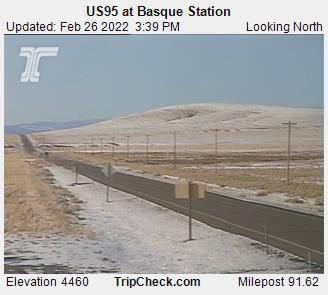 US95 at Basque Station
Updated: Feb 26 2022 3:39 PM Looking North
Elevation 4460 TripCheck.com Milepost 91.62